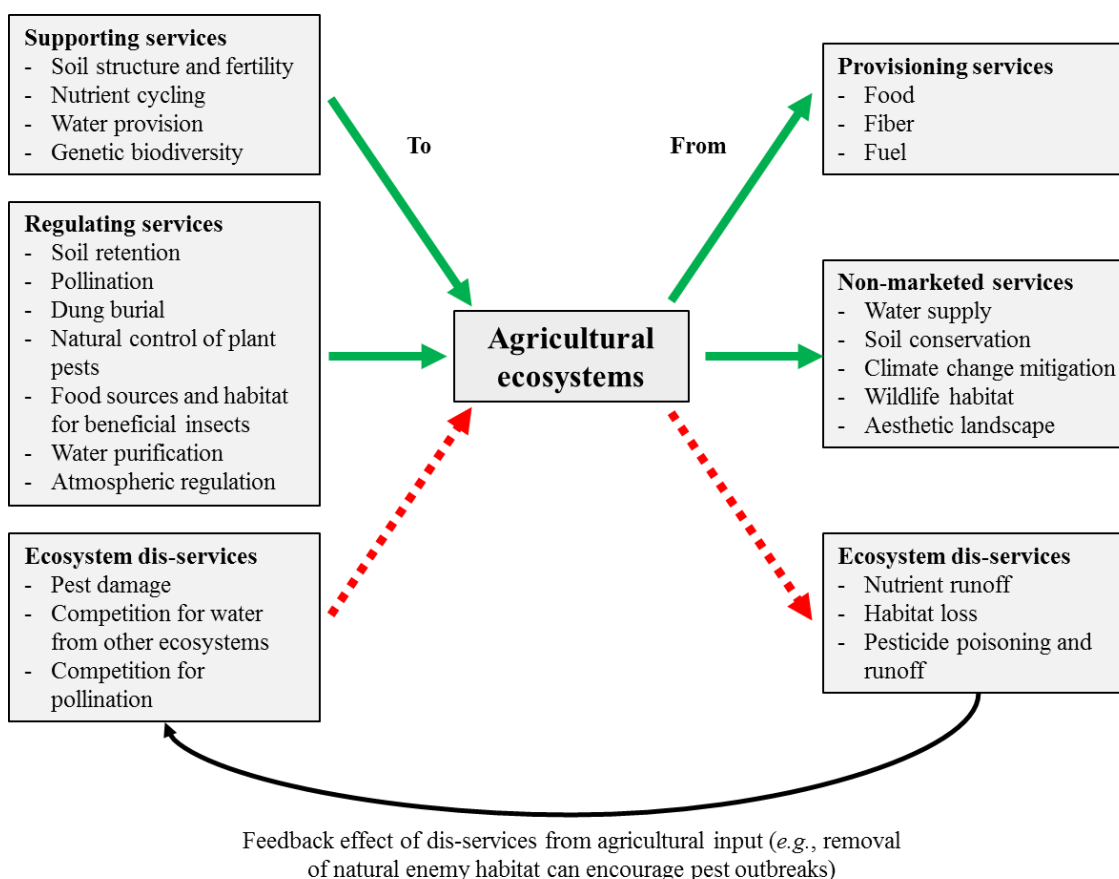 Supporting services
- Soil structure and fertility
- Nutrient cycling
- Water provision
- Genetic biodiversity
Regulating services
- Soil retention
- Pollination
- Dung burial
- Natural control of plant
pests
- Food sources and habitat
for beneficial insects
- Water purification
- Atmospheric regulation
Ecosystem dis-services
- Pest damage
- Competition for water
from other ecosystems
- Competition for
pollination
To
From
Agricultural
ecosystems
Provisioning services
- Food
- Fiber
- Fuel
Non-marketed services
- Water supply
- Soil conservation
- Climate change mitigation
- Wildlife habitat
- Aesthetic landscape
Ecosystem dis-services
- Nutrient runoff
- Habitat loss
- Pesticide poisoning and
runoff
Feedback effect of dis-services from agricultural input (e.g., removal
of natural enemy habitat can encourage pest outbreaks)